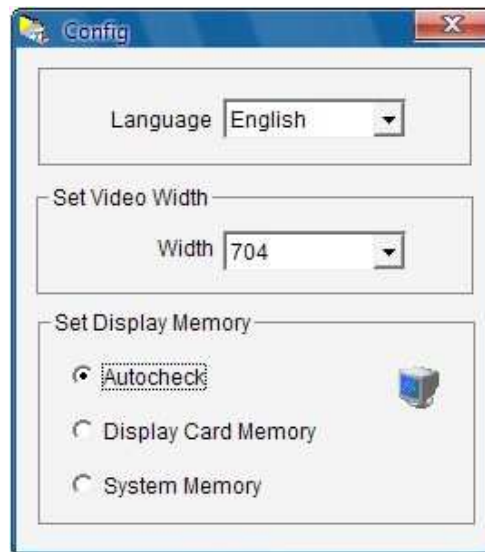 Config
Language English
Set Video Width
Width 704
Set Display Memory
Autocheck
Display Card Memory
System Memory